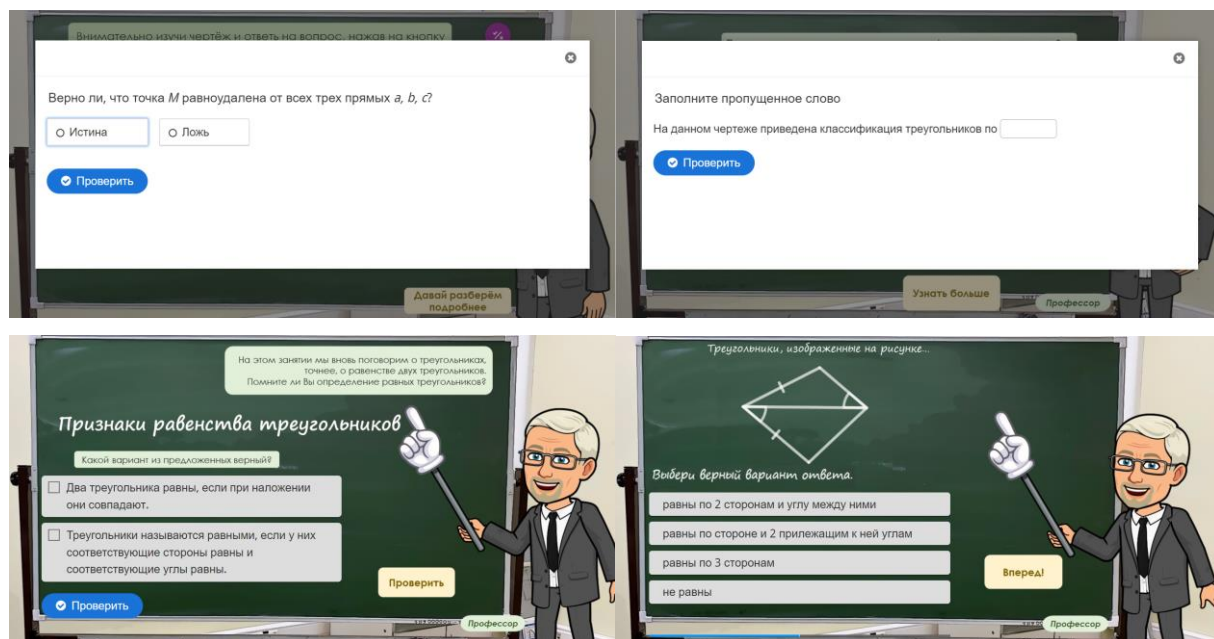 Внимательно изучи чертёж и ответь на вопрос, нажав на кнопку
Верно ли, что точка M равноудалена от всех трех прямых a, b, c?
Истина
Ложь
Проверить
Давай разберём
подробнее
Заполните пропущенное слово
На данном чертеже приведена классификация треугольников по
Проверить
Узнать больше
Профессор
На этом занятии мы вновь поговорим о треугольниках,
точнее, о равенстве двух треугольников.
Помните ли Вы определение равных треугольников?
Признаки равенства треугольников
Какой вариант из предложенных верный?
Два треугольника равны, если при наложении
они совпадают.
Треугольники называются равными, если у них
соответствующие стороны равны и
соответствующие углы равны.
Проверить
Проверить
Профессор
Треугольники, изображенные на рисунке...
Выбери верный вариант ответа.
равны по 2 сторонам и углу между ними
равны по стороне и 2 прилежащим к ней углам
равны по 3 сторонам
не равны
Вперед!
Профессор